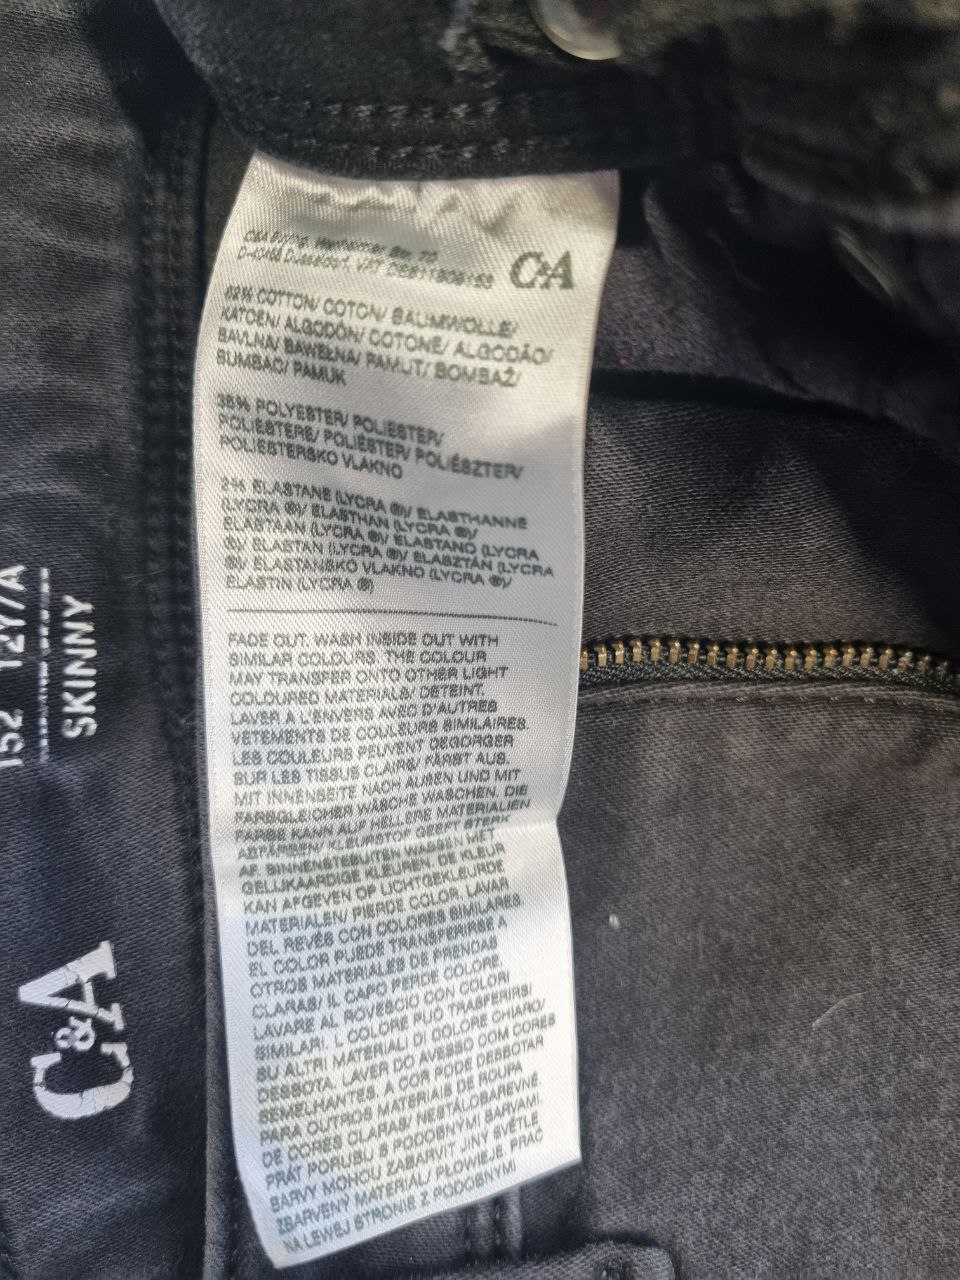 C&A
D-40468 Düsseldorf, VAT
62% COTTON/ COTON/ BAUMWOLLE/
KATOEN/ ALGODÓN/ COTONE/ ALGODÃO/
BAVLNA/ BAWEŁNA/ PAMUT/ BOMBAŽ/
BUMBAC/ PAMUK
36% POLYESTER/ POLIESTER/
POLIESTERE/ POLIÉSTER/ POLIÉSZTER/
POLIESTERSKO VLAKNO
2% ELASTANE (LYCRA ®)/ ELASTHANNE
(LYCRA ®)/ ELASTHAN (LYCRA ®)/
ELASTAAN (LYCRA ®)/ ELASTANO (LYCRA
®)/ ELASTAN (LYCRA ®)/ ELASZTÁN (LYCRA
®)/ ELASTANSKO VLAKNO (LYCRA ®)/
ELASTIN (LYCRA ®)
FADE OUT. WASH INSIDE OUT WITH
SIMILAR COLOURS. THE COLOUR
MAY TRANSFER ONTO OTHER LIGHT
COLOURED MATERIALS/ DÉTEINT.
LAVER A L'ENVERS AVEC D'AUTRES
VETEMENTS DE COULEURS SIMILAIRES.
LES COULEURS PEUVENT DEGORGER
SUR LES TISSUS CLAIRS/ FÄRBT AUS.
MIT INNENSEITE NACH AUßEN UND MIT
FARBGLEICHER WÄSCHE WASCHEN. DIE
FARBE KANN AUF HELLERE MATERIALIEN
ABFÄRBEN/ KLEURSTOF GEEFT STERK
AF. BINNENSTEBUITEN WASSEN MET
GELIJKAARDIGE KLEUREN. DE KLEUR
KAN AFGEVEN OP LICHTGEKLEURDE
MATERIALEN/ PIERDE COLOR. LAVAR
DEL REVÉS CON COLORES SIMILARES.
EL COLOR PUEDE TRANSFERIRSE A
OTROS MATERIALES DE PRENDAS
CLARAS/ IL CAPO PERDE COLORE.
LAVARE AL ROVESCIO CON COLORI
SIMILARI. L COLORE PUÒ TRASFERIRSI
SU ALTRI MATERIALI DI COLORE CHIARO/
DESBOTA. LAVER DO AVESSO COM CORES
SEMELHANTES. A COR PODE DESBOTAR
PARA OUTROS MATERIAIS DE ROUPA
DE CORES CLARAS/ NESTÁLOBAREVNÉ.
PRÁT PORUBU S PODOBNÝMI BARVAMI.
BARVY MOHOU ZABARVIT JINÝ SVĚTLE
ZBARVENÝ MATERIÁL/ PŁOWIEJE. PRAĆ
NA LEWEJ STRONIE Z PODOBNYMI
C&A
152 12Y/A
SKINNY